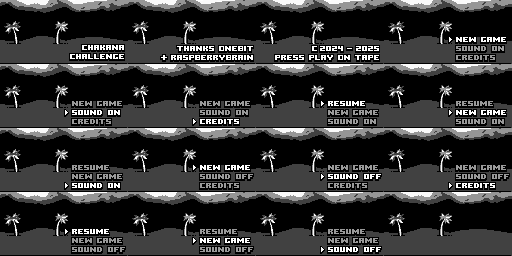 CHAKANA
CHALLENGE
THANKS ONEBIT
+ RASPBERRYBRAIN
C 2024 - 2025
PRESS PLAY ON TAPE
NEW GAME
SOUND ON
CREDITS
NEW GAME
SOUND ON
CREDITS
NEW GAME
SOUND ON
CREDITS
RESUME
NEW GAME
SOUND ON
RESUME
NEW GAME
SOUND ON
RESUME
NEW GAME
SOUND ON
NEW GAME
SOUND OFF
CREDITS
NEW GAME
SOUND OFF
CREDITS
NEW GAME
SOUND OFF
CREDITS
RESUME
NEW GAME
SOUND OFF
RESUME
NEW GAME
SOUND OFF
RESUME
NEW GAME
SOUND OFF